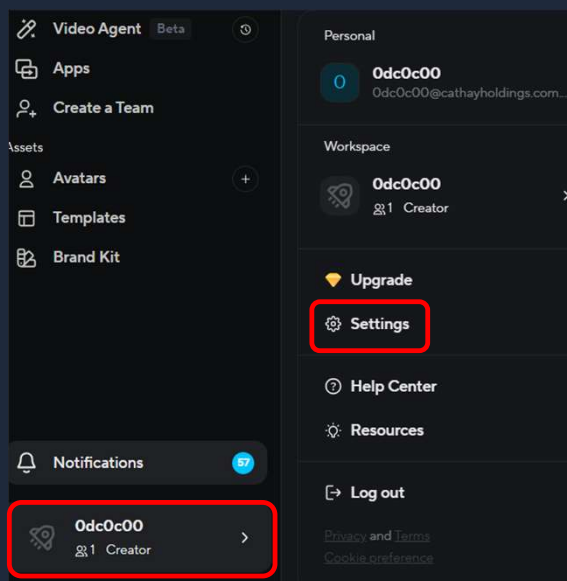 Video Agent Beta
Apps
Create a Team
Assets
Avatars
Templates
Brand Kit
Notifications 57
0dc0c00
1 Creator
Personal
0
0dc0c00
0dc0c00@cathayholdings.com...
Workspace
0dc0c00
1 Creator
Upgrade
Settings
Help Center
Resources
Log out
Privacy and Terms
Cookie preference